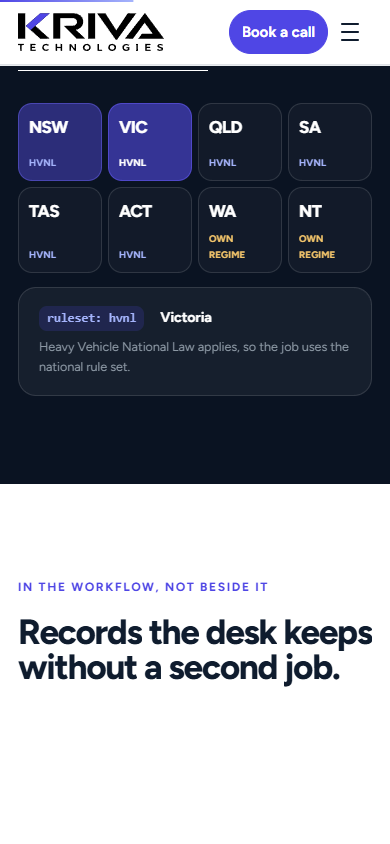 KRIVA
TECHNOLOGIES
Book a call
NSW
HVNL
VIC
HVNL
QLD
HVNL
SA
HVNL
TAS
HVNL
ACT
HVNL
WA
OWN
REGIME
NT
OWN
REGIME
ruleset: hvnl Victoria
Heavy Vehicle National Law applies, so the job uses the
national rule set.
IN THE WORKFLOW, NOT BESIDE IT
Records the desk keeps
without a second job.